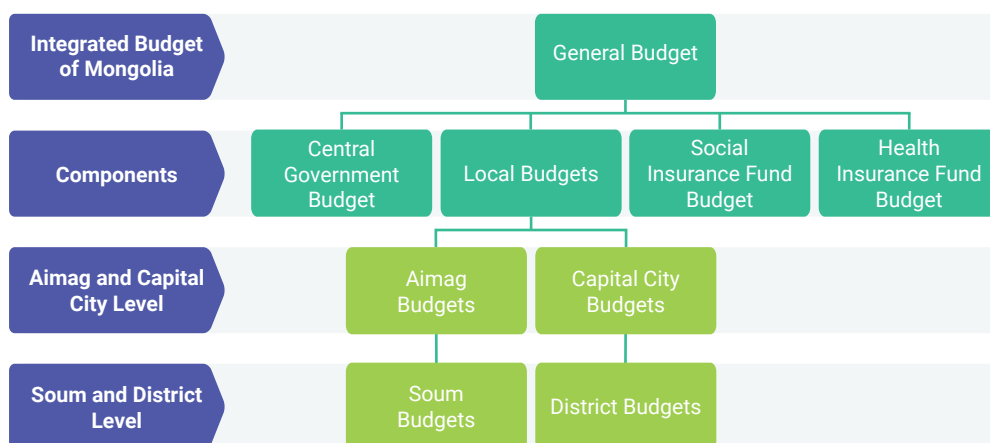 Integrated Budget
of Mongolia
General Budget
Components
Central
Government
Budget
Local Budgets
Social
Insurance Fund
Budget
Health
Insurance Fund
Budget
Aimag and Capital
City Level
Aimag
Budgets
Capital City
Budgets
Soum and District
Level
Soum
Budgets
District Budgets